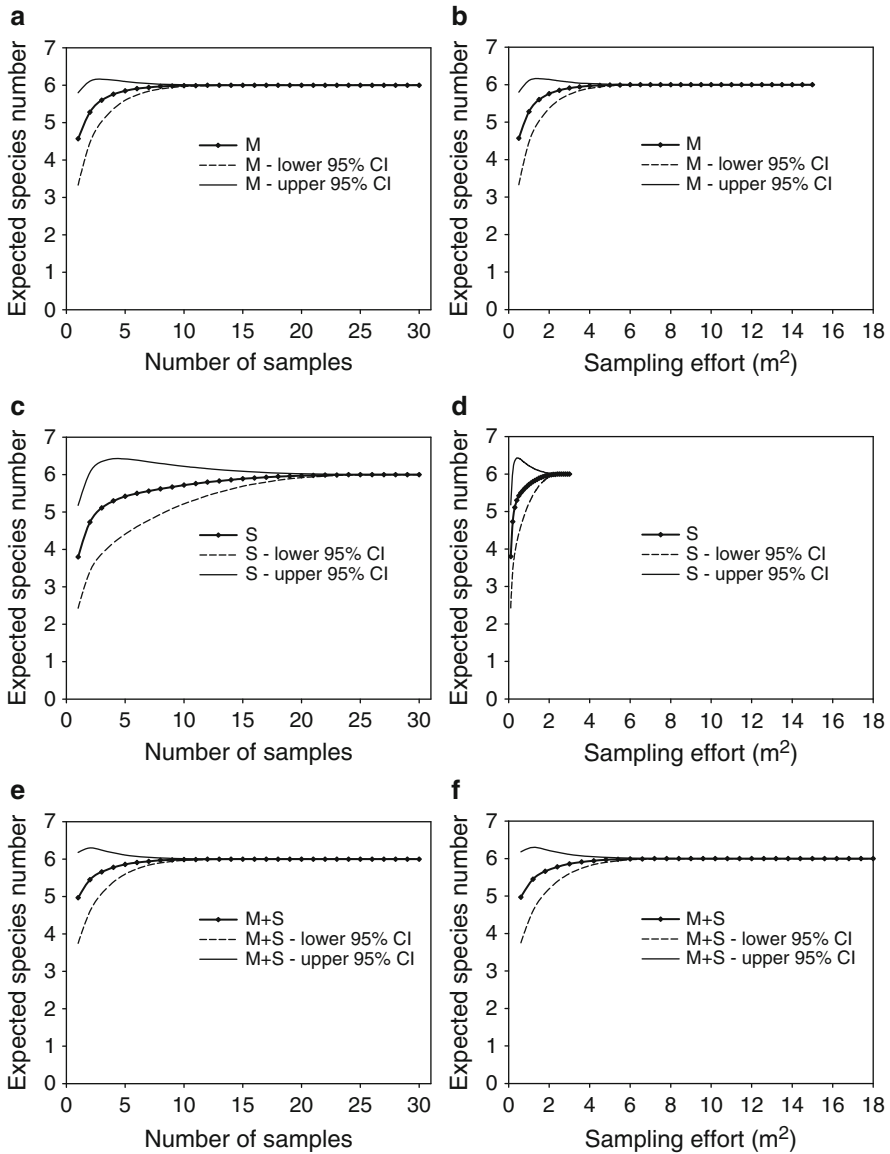 a
Expected species number
7
6
5
4
3
2
1
0
M
M - lower 95% CI
M - upper 95% CI
0 5 10 15 20 25 30
Number of samples
b
Expected species number
7
6
5
4
3
2
1
0
M
M - lower 95% CI
M - upper 95% CI
0 2 4 6 8 10 12 14 16 18
Sampling effort (m²)
c
Expected species number
7
6
5
4
3
2
1
0
S
S - lower 95% CI
S - upper 95% CI
0 5 10 15 20 25 30
Number of samples
d
Expected species number
7
6
5
4
3
2
1
0
S
S - lower 95% CI
S - upper 95% CI
0 2 4 6 8 10 12 14 16 18
Sampling effort (m²)
e
Expected species number
7
6
5
4
3
2
1
0
M+S
M+S - lower 95% CI
M+S - upper 95% CI
0 5 10 15 20 25 30
Number of samples
f
Expected species number
7
6
5
4
3
2
1
0
M+S
M+S - lower 95% CI
M+S - upper 95% CI
0 2 4 6 8 10 12 14 16 18
Sampling effort (m²)